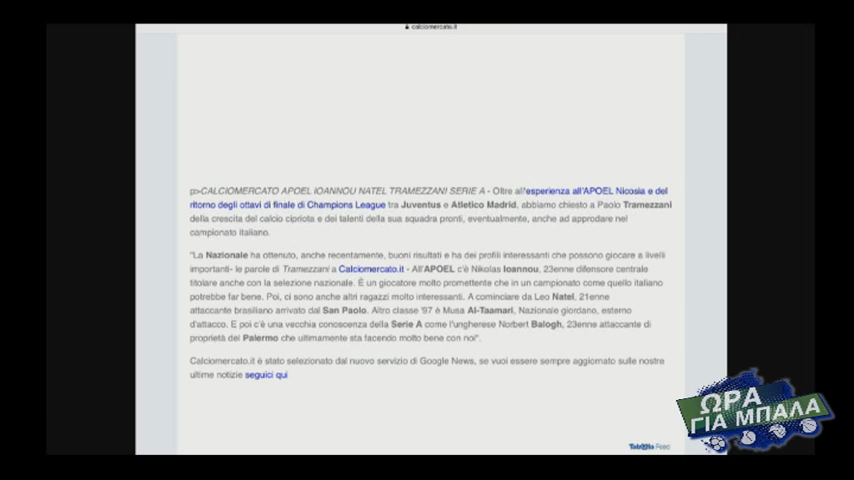 calciomercato.it
p>CALCIOMERCATO APOEL IOANNOU NATEL TRAMEZZANI SERIE A - Oltre all'esperienza all'APOEL Nicosia e del
ritorno degli ottavi di finale di Champions League tra Juventus e Atletico Madrid, abbiamo chiesto a Paolo Tramezzani
della crescita del calcio cipriota e dei talenti della sua squadra pronti, eventualmente, anche ad approdare nel
campionato italiano.
"La Nazionale ha ottenuto, anche recentemente, buoni risultati e ha dei profili interessanti che possono giocare a livelli
importanti- le parole di Tramezzani a Calciomercato.it - All'APOEL c'è Nikolas Ioannou, 23enne difensore centrale
titolare anche con la selezione nazionale. È un giocatore molto promettente che in un campionato come quello italiano
potrebbe far bene. Poi, ci sono anche altri ragazzi molto interessanti. A cominciare da Leo Natel, 21enne
attaccante brasiliano arrivato dal San Paolo. Altro classe '97 è Musa Al-Taamari, Nazionale giordano, esterno
d'attacco. E poi c'è una vecchia conoscenza della Serie A come l'ungherese Norbert Balogh, 23enne attaccante di
proprietà del Palermo che ultimamente sta facendo molto bene con noi".
Calciomercato.it è stato selezionato dal nuovo servizio di Google News, se vuoi essere sempre aggiornato sulle nostre
ultime notizie seguici qui
Taboola Feed
ΩΡΑ
ΓΙΑ ΜΠΑΛΑ